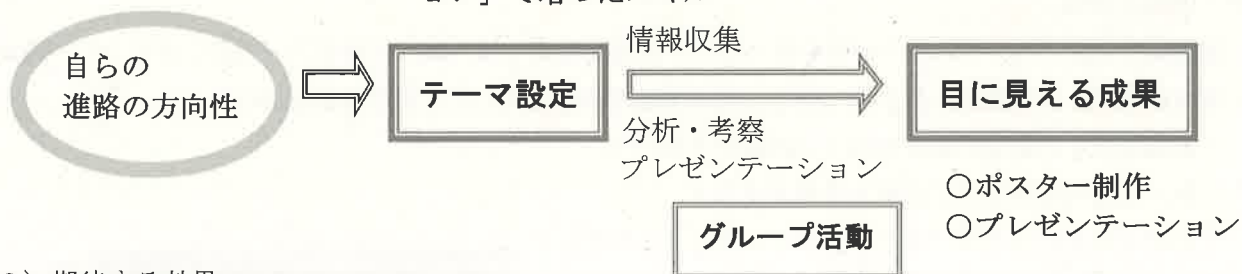 自らの
進路の方向性
テーマ設定
情報収集
分析・考察
プレゼンテーション
グループ活動
目に見える成果
○ポスター制作
○プレゼンテーション